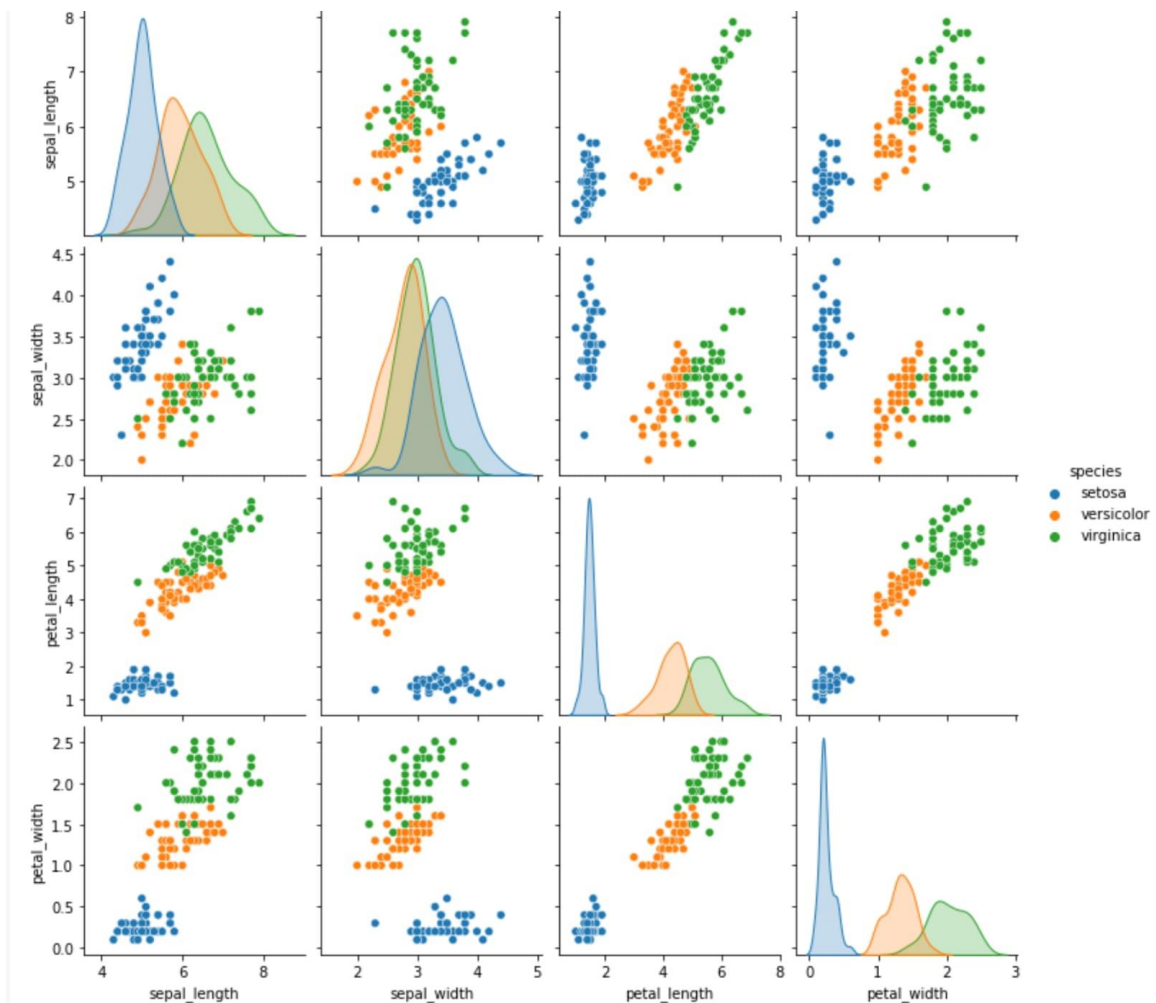 8
7
6
5
sepal_length
4.5
4.0
3.5
3.0
2.5
2.0
sepal_width
species
setosa
versicolor
virginica
7
6
5
4
3
2
1
petal_length
2.5
2.0
1.5
1.0
0.5
0.0
petal_width
4 6 8
sepal_length
2 3 4 5
sepal_width
2 4 6 8
petal_length
0 1 2 3
petal_width